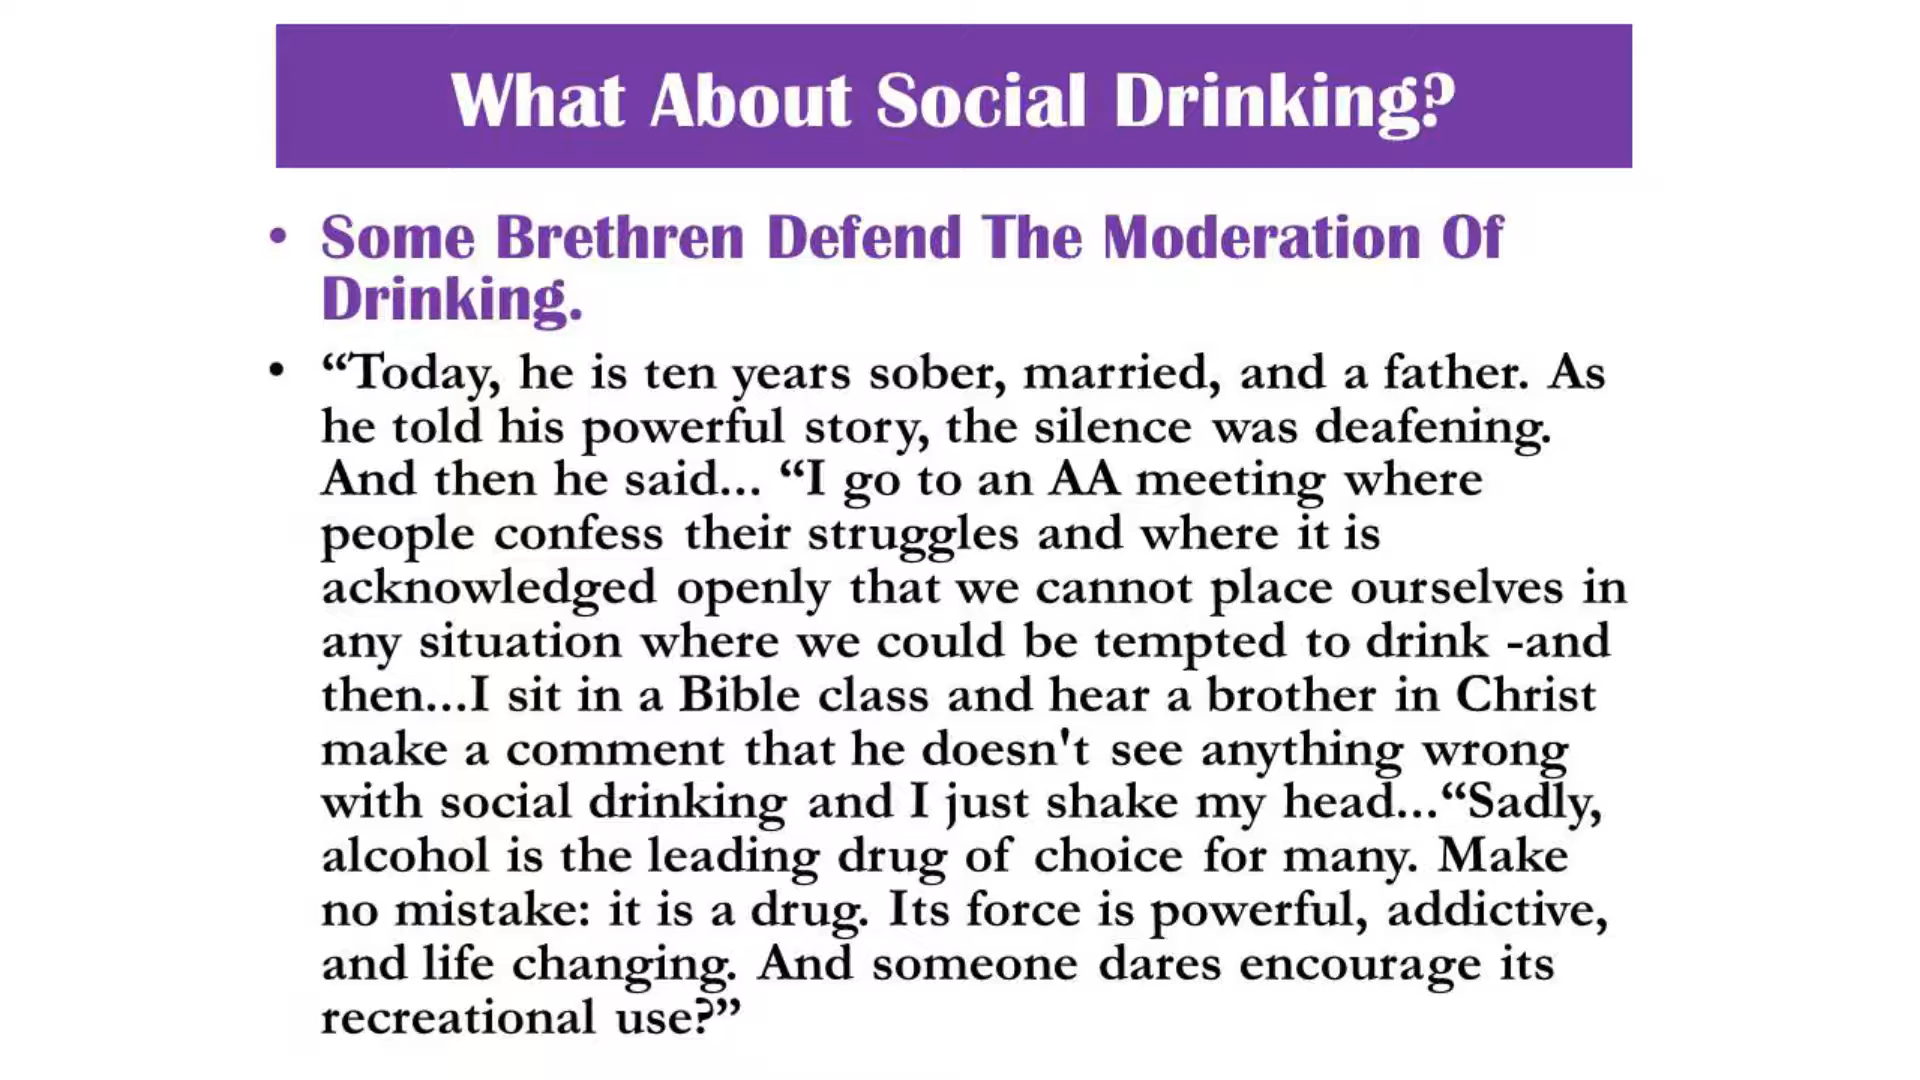 What About Social Drinking?
• Some Brethren Defend The Moderation Of
Drinking.
• “Today, he is ten years sober, married, and a father. As
he told his powerful story, the silence was deafening.
And then he said... “I go to an AA meeting where
people confess their struggles and where it is
acknowledged openly that we cannot place ourselves in
any situation where we could be tempted to drink -and
then...I sit in a Bible class and hear a brother in Christ
make a comment that he doesn't see anything wrong
with social drinking and I just shake my head...“Sadly,
alcohol is the leading drug of choice for many. Make
no mistake: it is a drug. Its force is powerful, addictive,
and life changing. And someone dares encourage its
recreational use?”